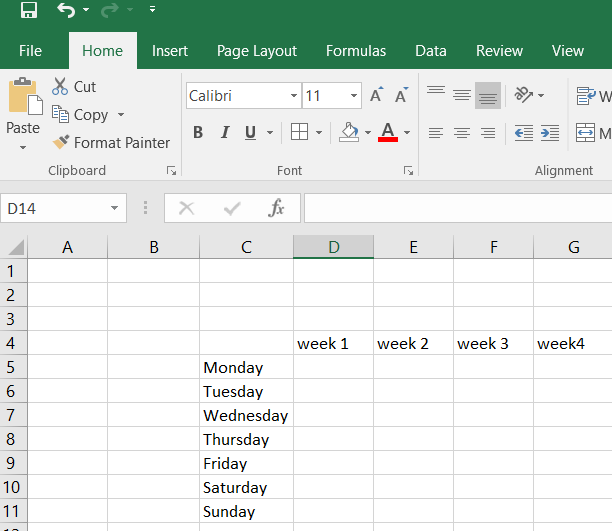 File Home Insert Page Layout Formulas Data Review View
Cut
Copy
Format Painter
Paste
Calibri 11 A A
B I U A
Clipboard Font Alignment
D14 fx
A B C D E F G
1
2
3
4 week 1 week 2 week 3 week4
5 Monday
6 Tuesday
7 Wednesday
8 Thursday
9 Friday
10 Saturday
11 Sunday